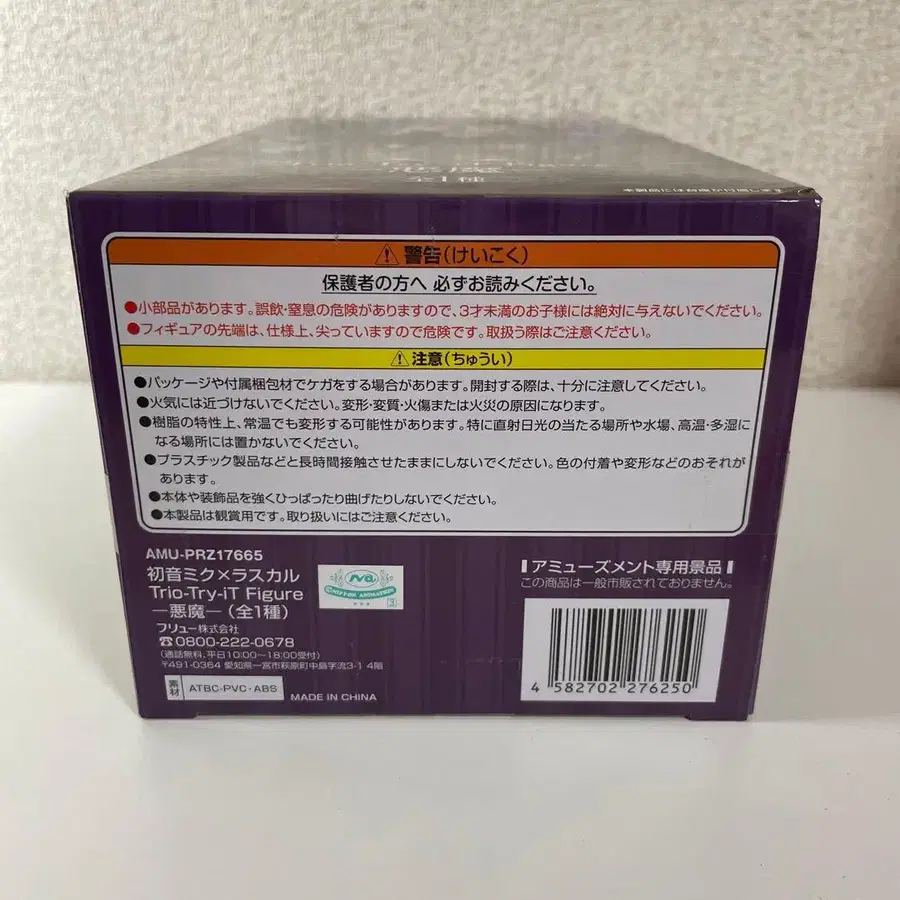 全1種
本製品には台座が付属します
⚠警告(けいこく)
保護者の方へ 必ずお読みください。
●小部品があります。誤飲・窒息の危険がありますので、3才未満のお子様には絶対に与えないでください。
●フィギュアの先端は、仕様上、尖っていますので危険です。取扱う際はご注意ください。
⚠注意(ちゅうい)
●パッケージや付属梱包材でケガをする場合があります。開封する際は、十分に注意してください。
●火気には近づけないでください。変形・変質・火傷または火災の原因になります。
●樹脂の特性上、常温でも変形する可能性があります。特に直射日光の当たる場所や水場、高温・多湿に
なる場所には置かないでください。
●プラスチック製品などと長時間接触させたままにしないでください。色の付着や変形などのおそれが
あります。
●本体や装飾品を強くひっぱったり曲げたりしないでください。
●本製品は観賞用です。取り扱いにはご注意ください。
AMU-PRZ17665
初音ミク×ラスカル
Trio-Try-iT Figure
―悪魔―(全1種)
フリュー株式会社
☎0800-222-0678
(通話無料、平日10:00~18:00受付)
〒491-0364 愛知県一宮市萩原町中島字流3-1 4階
素材 ATBC-PVC・ABS
MADE IN CHINA
NIPPON ANIMATION
アミューズメント専用景品
この商品は一般市販されておりません。
4 582702 276250